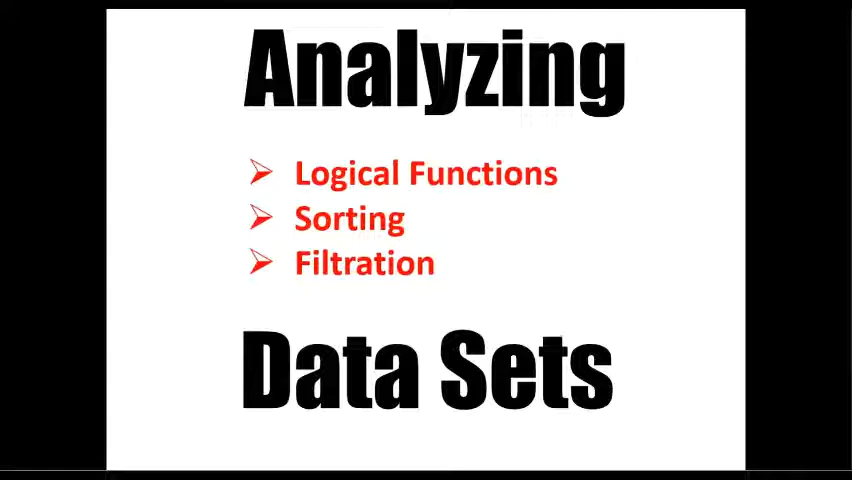 Analyzing
Logical Functions
Sorting
Filtration
Data Sets